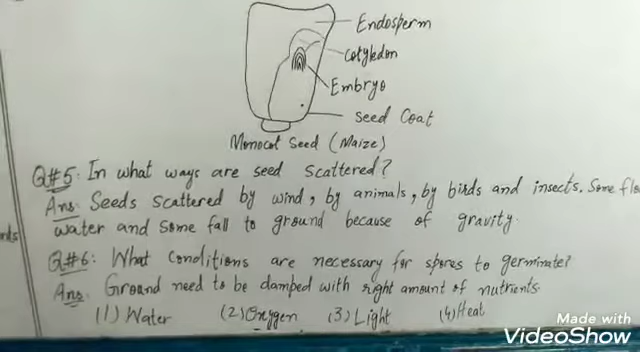 Endosperm
Cotyledon
Embryo
Seed Coat
Monocot Seed (Maize)
Q#5: In what ways are seed scattered?
Ans: Seeds scattered by wind, by animals, by birds and insects. Some
water and some fall to ground because of gravity.
Q#6: What conditions are necessary for spores to germinate?
Ans. Ground need to be damped with right amount of nutrients.
(1) Water (2) Oxygen (3) Light (4) Heat
Made with
VideoShow